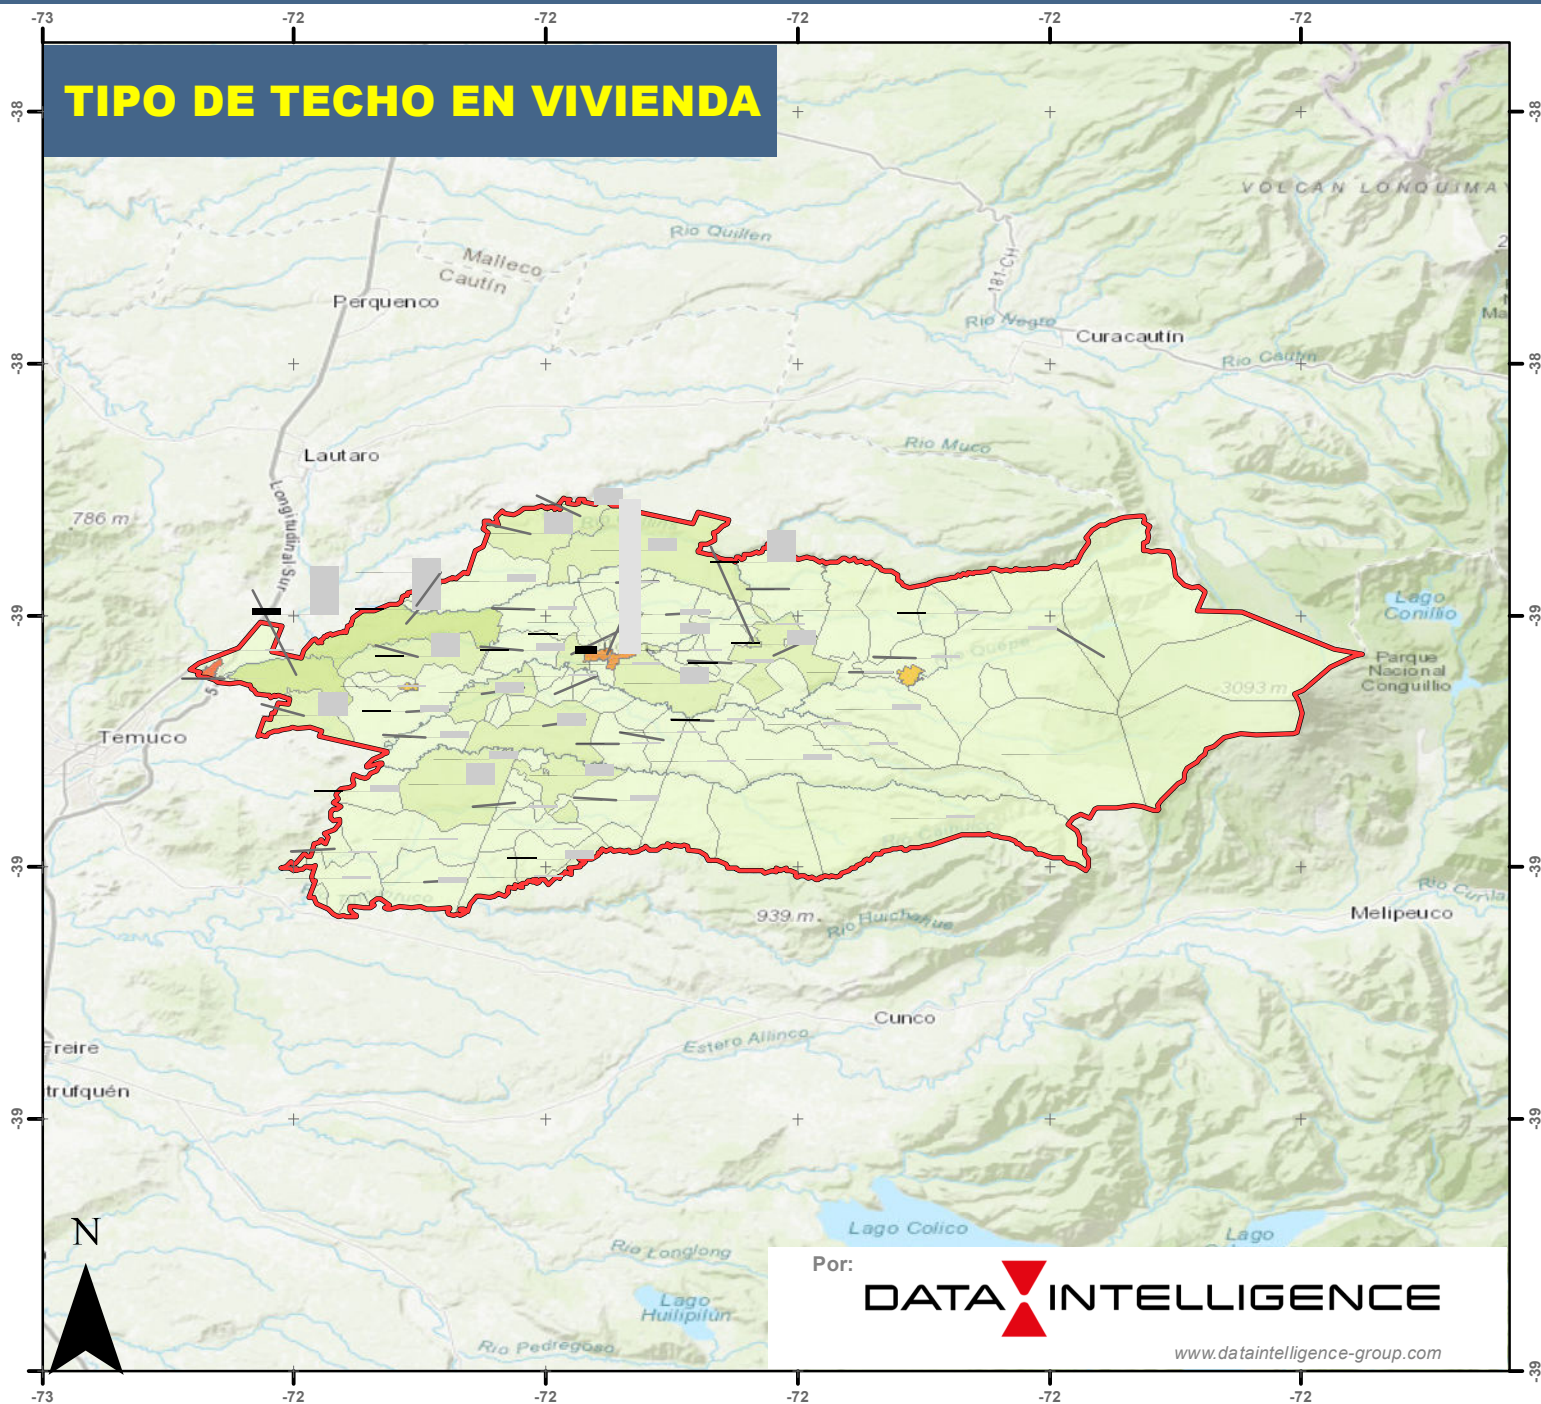 -73
-72
-72
-72
-72
-72
TIPO DE TECHO EN VIVIENDA
-38
-38
VOLCAN LONQUIMAY
Rio Quillen
Malleco
Cautín
181-CH
Perquenco
Rio Negro
Curacautín
-38
Rio Cautin
-38
Rio Muco
Lautaro
Longitudinal Sur
786 m
-39
-39
Lago
Conillio
Parque
Nacional
Conguillio
3093 m
5
Temuco
-39
-39
939 m.
Rio Huichahue
Melipeuco
Cunco
Estero Allinco
Freire
trufquén
-39
-39
Lago Colico
Lago
Rio Longlong
Lago
Huilipilún
Rio Pedregoso
N
Por:
DATA INTELLIGENCE
www.dataintelligence-group.com
-39
-73
-72
-72
-72
-72
-72